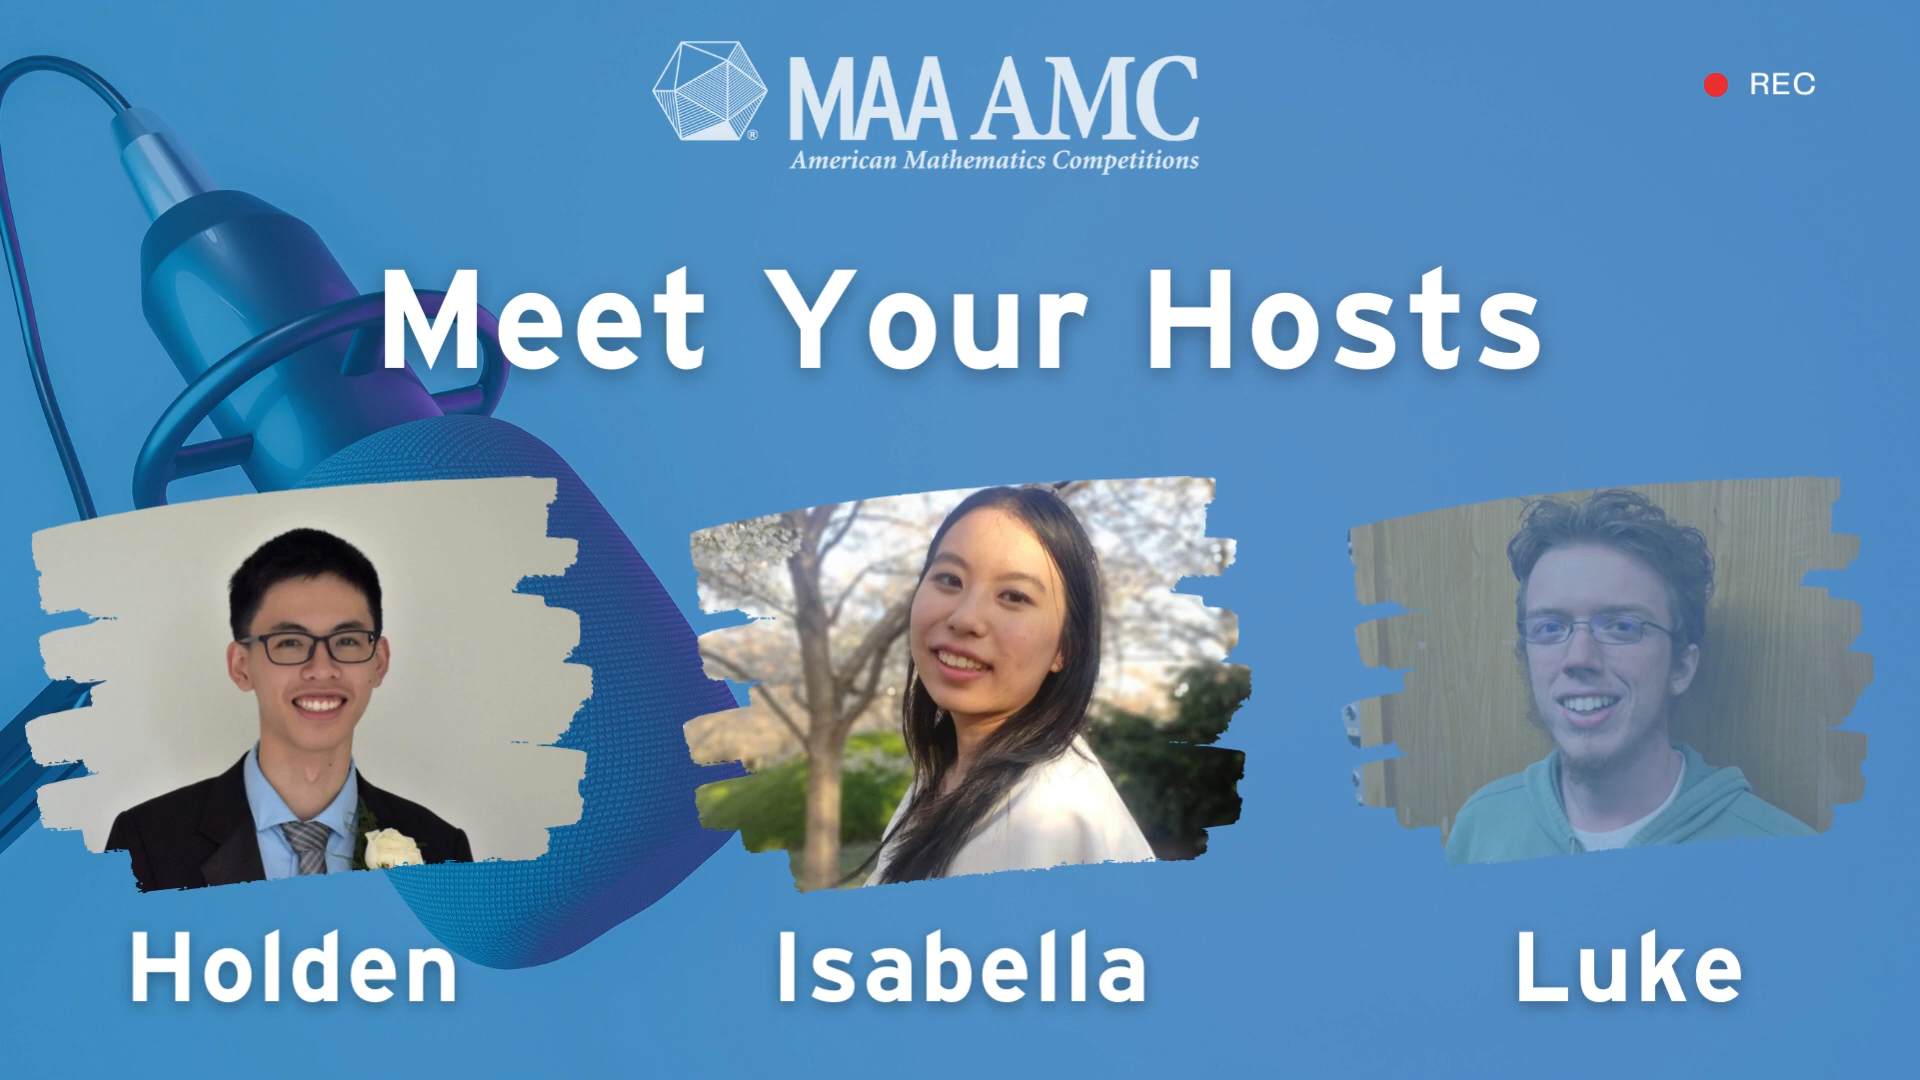 MAA AMC
American Mathematics Competitions
REC
Meet Your Hosts
Holden
Isabella
Luke